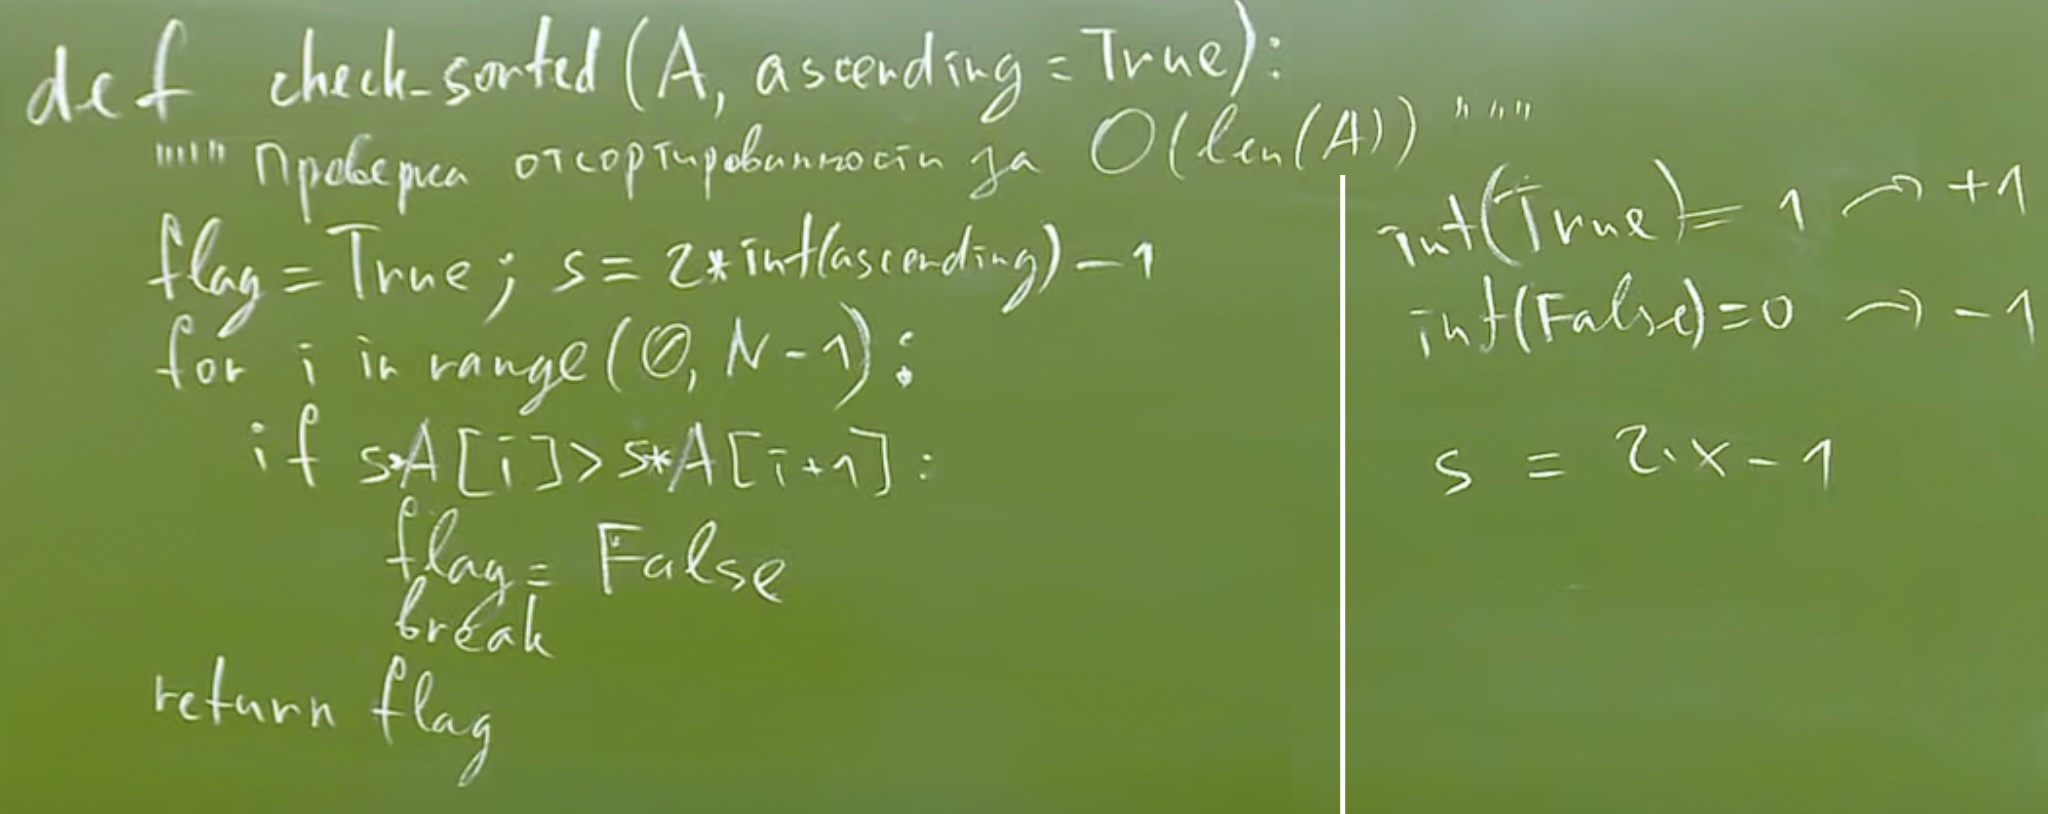 def check_sorted(A, ascending=True):
""" Проверка отсортированности за O(len(A)) """
flag = True; s = 2*int(ascending) - 1
for i in range(0, N-1):
if s*A[i] > s*A[i+1]:
flag = False
break
return flag
int(True) = 1 → +1
int(False) = 0 → -1
s = 2·x - 1